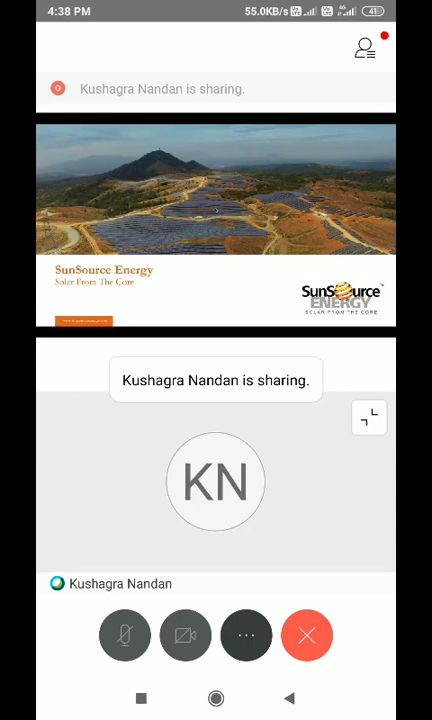 4:38 PM
55.0KB/s
41
Kushagra Nandan is sharing.
SunSource Energy
Solar From The Core
SunSource
ENERGY
SOLAR FROM THE CORE
Kushagra Nandan is sharing.
KN
Kushagra Nandan